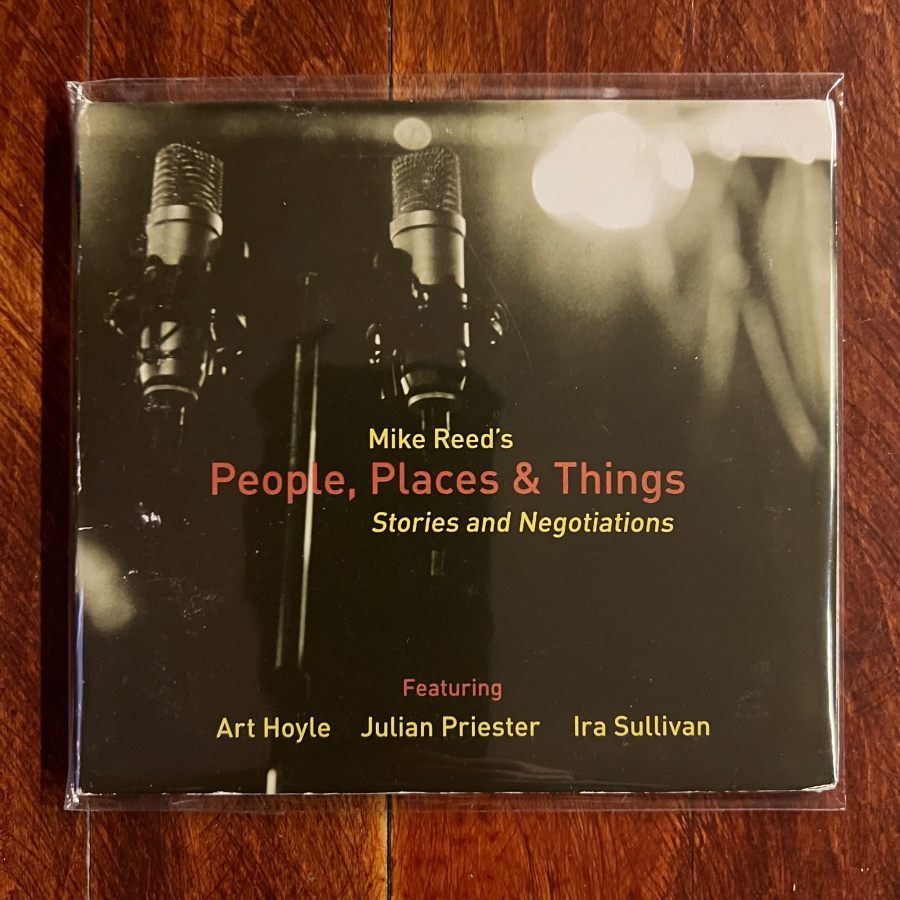 Mike Reed's
People, Places & Things
Stories and Negotiations
Featuring
Art Hoyle Julian Priester Ira Sullivan